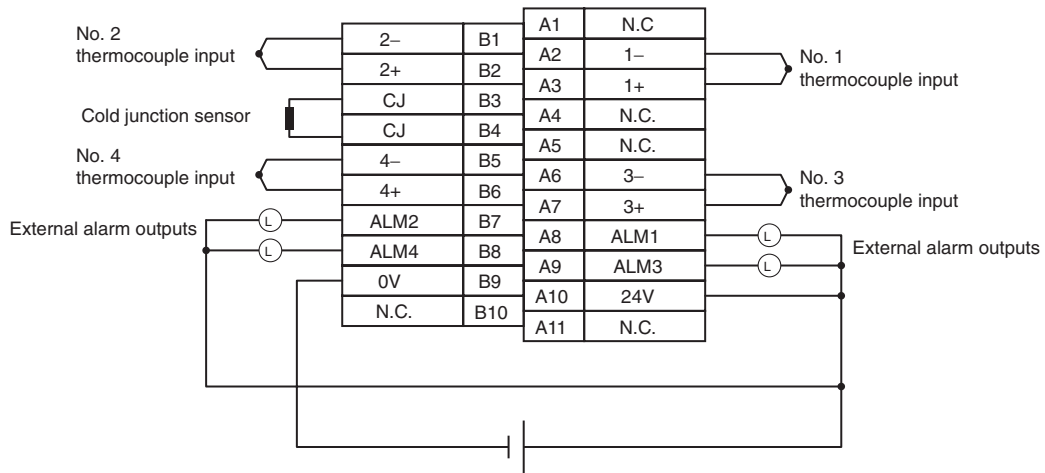 No. 2
thermocouple input
Cold junction sensor
No. 4
thermocouple input
External alarm outputs
L
L
2– B1
2+ B2
CJ B3
CJ B4
4– B5
4+ B6
ALM2 B7
ALM4 B8
0V B9
N.C. B10
A1 N.C
A2 1–
A3 1+
A4 N.C.
A5 N.C.
A6 3–
A7 3+
A8 ALM1
A9 ALM3
A10 24V
A11 N.C.
No. 1
thermocouple input
No. 3
thermocouple input
L
L
External alarm outputs